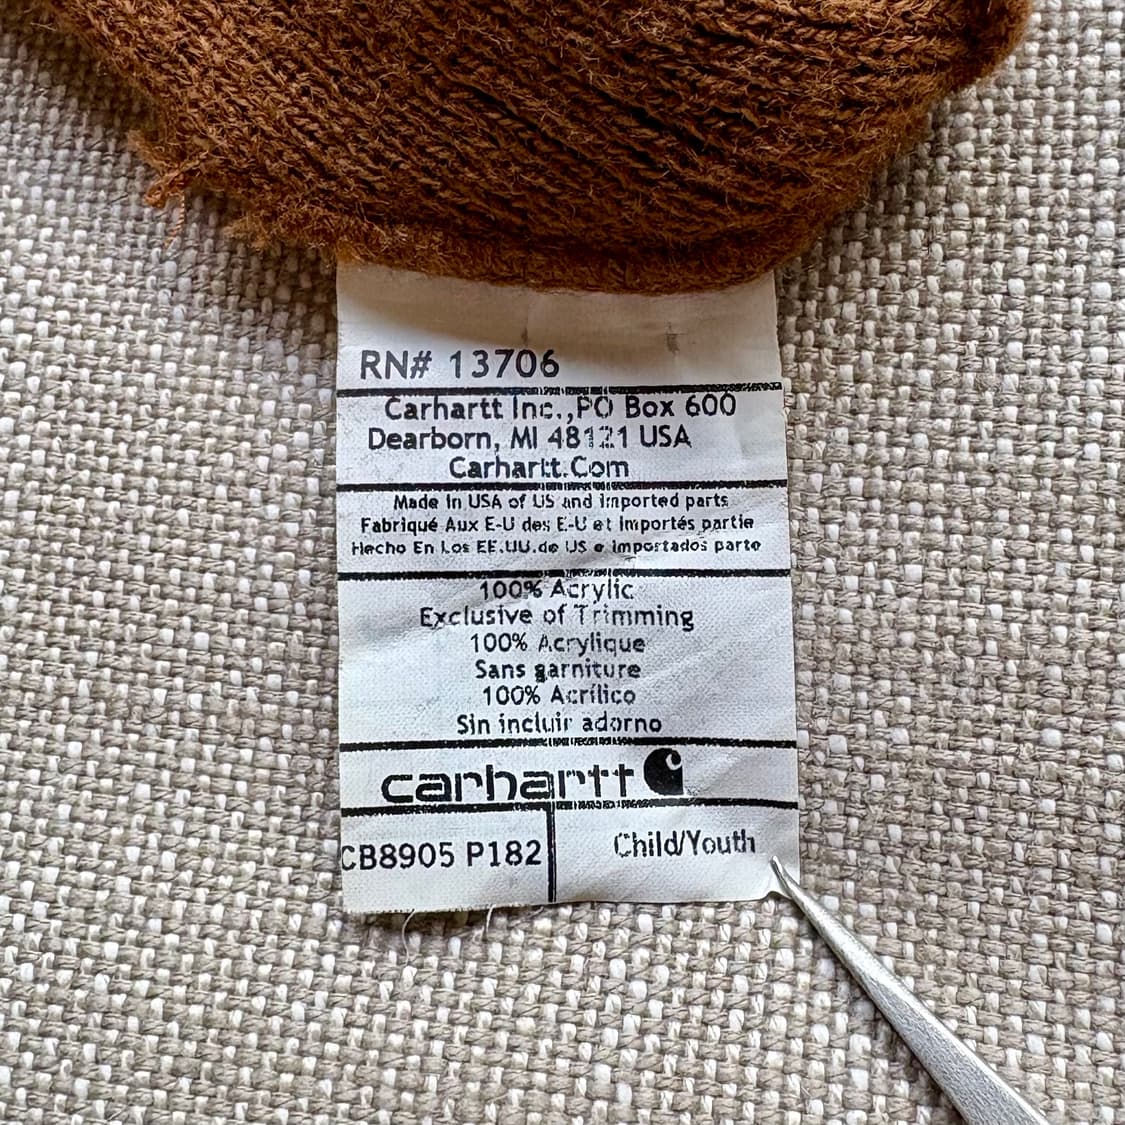 RN# 13706
Carhartt Inc.,PO Box 600
Dearborn, MI 48121 USA
Carhartt.Com
Made In USA of US and Imported parts
Fabriqué Aux E-U des E-U et Importés partie
Hecho En Los EE.UU.de US e importados parte
100% Acrylic
Exclusive of Trimming
100% Acrylique
Sans garniture
100% Acrílico
Sin incluir adorno
carhartt
CB8905 P182
Child/Youth